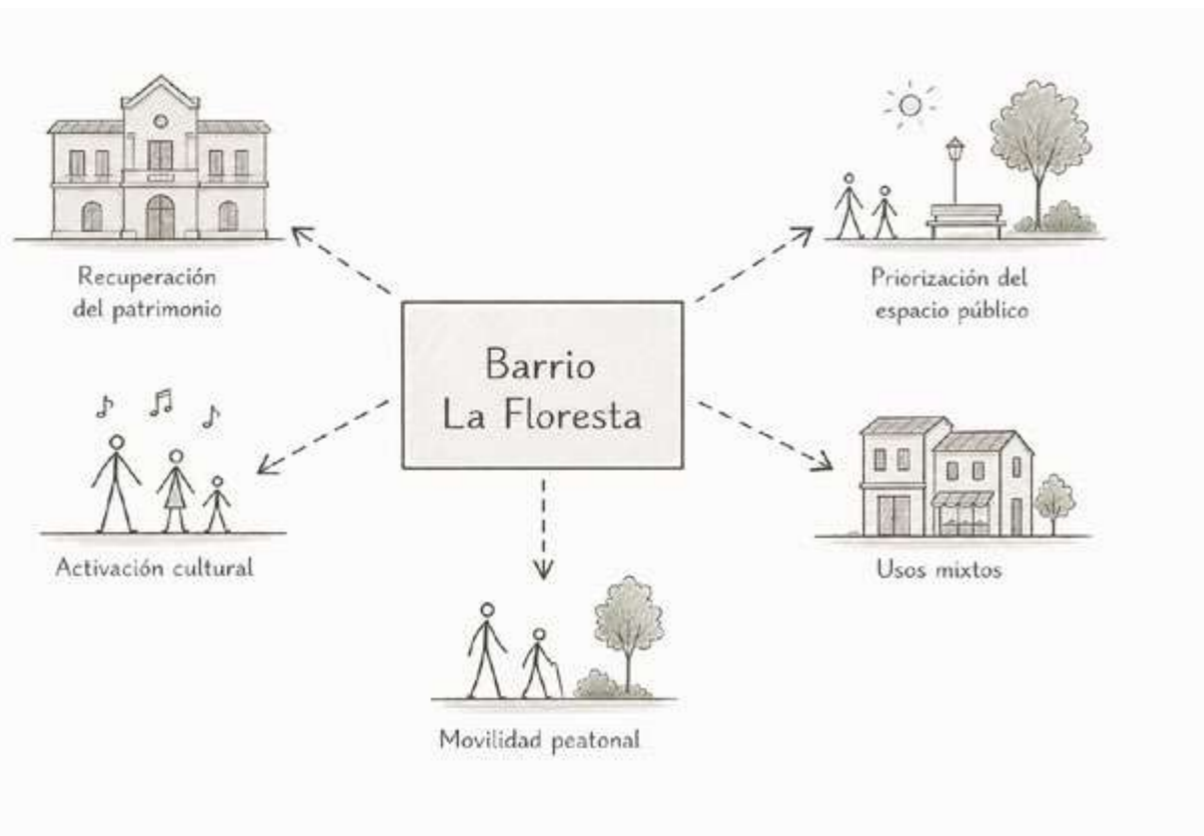 Recuperación
del patrimonio
Priorización del
espacio público
Barrio
La Floresta
Activación cultural
Usos mixtos
Movilidad peatonal